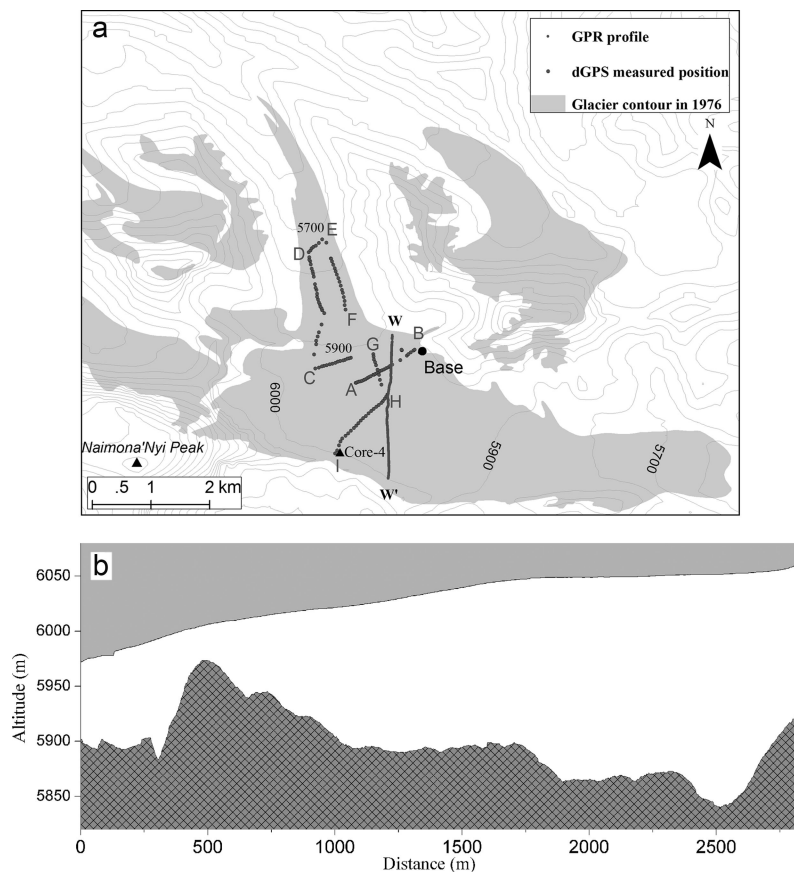 a
GPR profile
dGPS measured position
Glacier contour in 1976
N
5700 E
D
F
W
B
5900 G
Base
C
A
6000
H
Naimona'Nyi Peak
Core-4
I
5900
5700
0 .5 1 2 km
W'
b
6050
6000
5950
5900
5850
Altitude (m)
0 500 1000 1500 2000 2500
Distance (m)